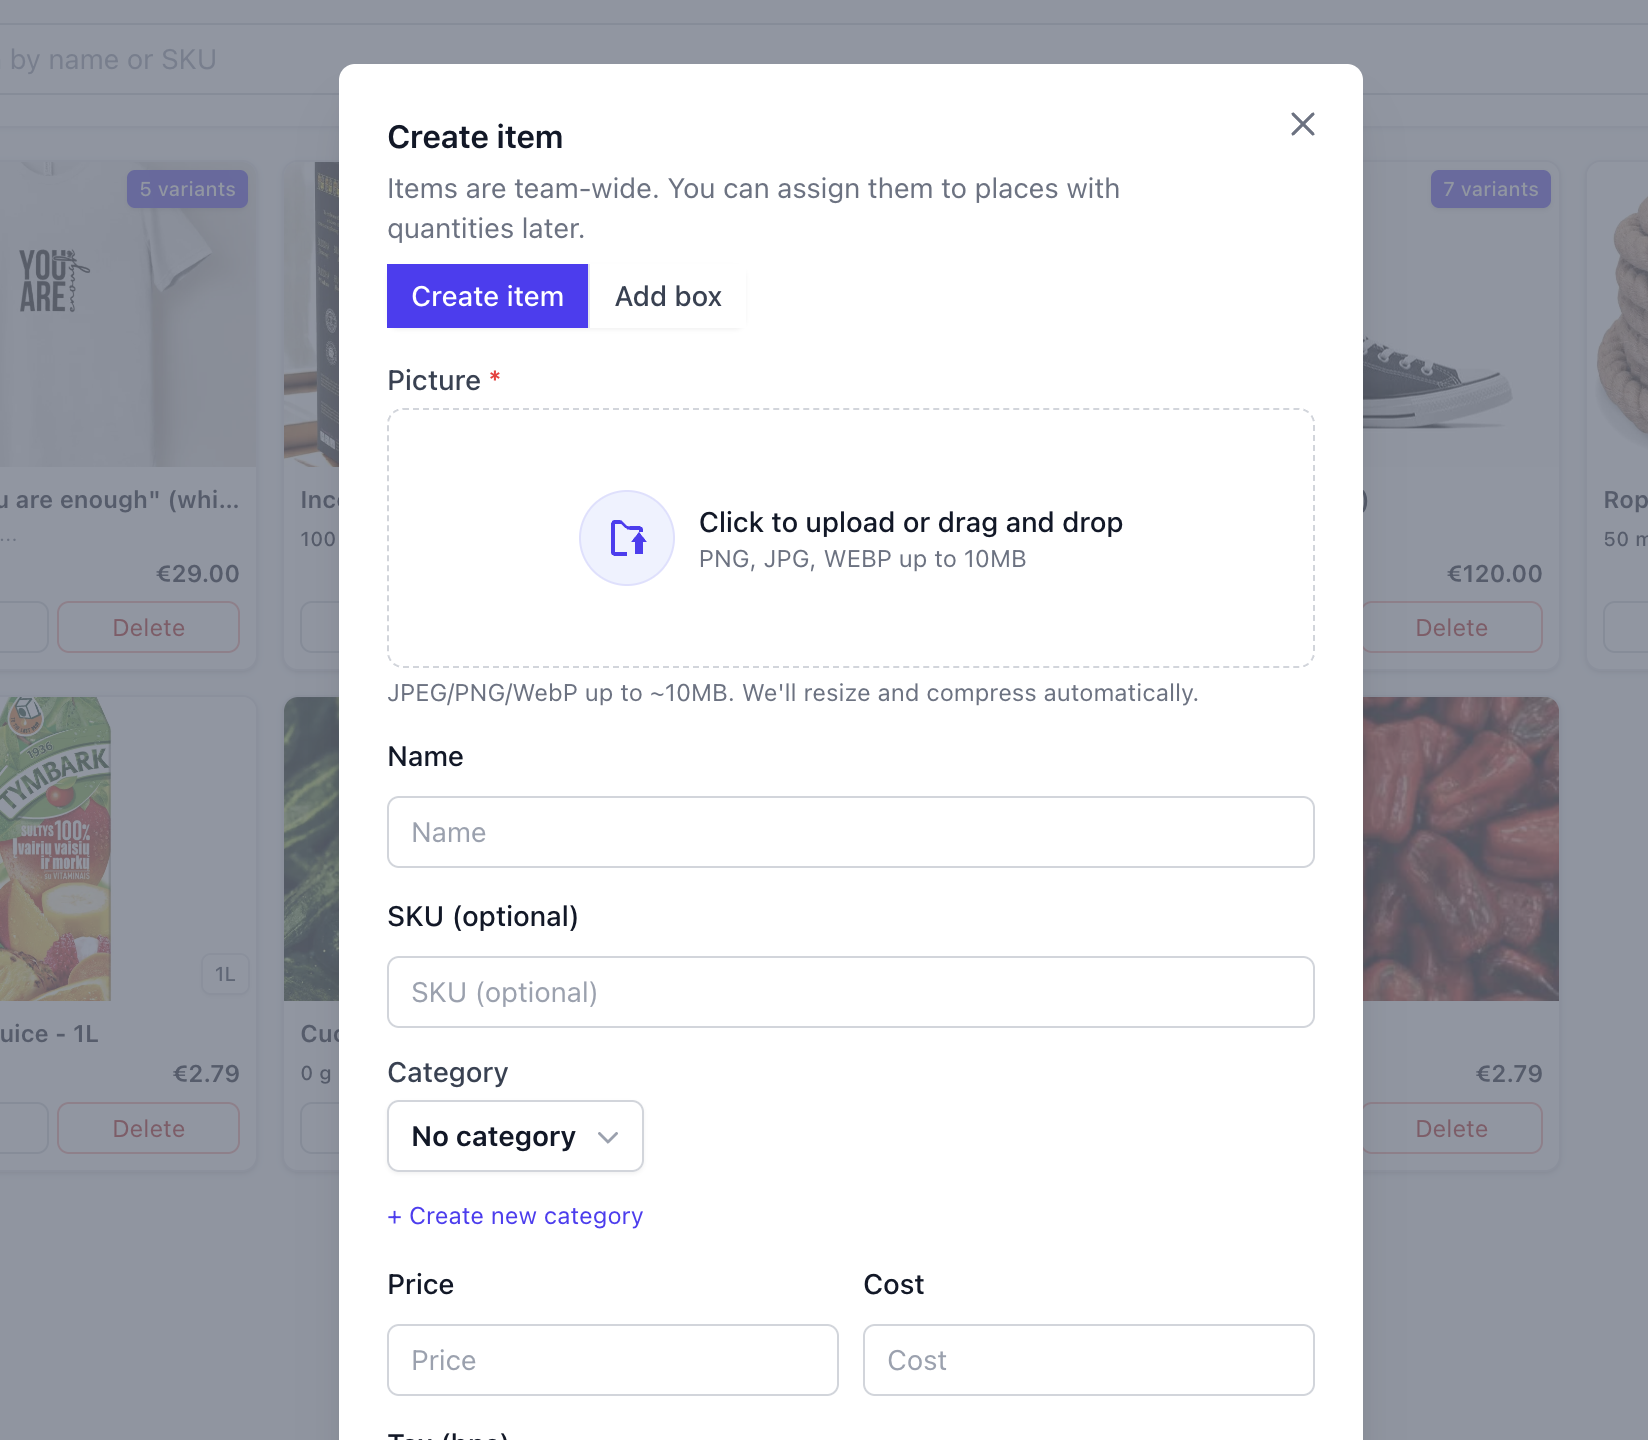 by name or SKU
Create item
Items are team-wide. You can assign them to places with
quantities later.
Create item
Add box
Picture *
Click to upload or drag and drop
PNG, JPG, WEBP up to 10MB
JPEG/PNG/WebP up to ~10MB. We'll resize and compress automatically.
Name
Name
SKU (optional)
SKU (optional)
Category
No category
+ Create new category
Price
Cost
Price
Cost
5 variants
YOU
ARE
u are enough" (whi...
€29.00
Delete
100
7 variants
€120.00
Delete
50
1936
TYMBARK
SULTYS 100%
Įvairių vaisių
ir morkų
su VITAMINAIS
1L
uice - 1L
€2.79
Delete
0 g
€2.79
Delete